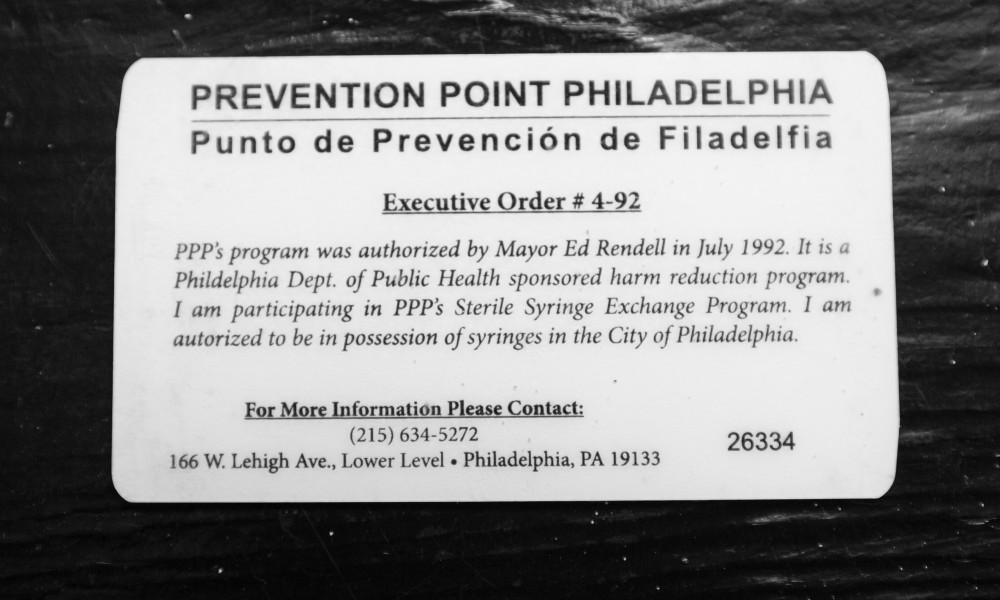 PREVENTION POINT PHILADELPHIA
Punto de Prevención de Filadelfia
Executive Order # 4-92
PPP's program was authorized by Mayor Ed Rendell in July 1992. It is a
Phildelphia Dept. of Public Health sponsored harm reduction program.
I am participating in PPP's Sterile Syringe Exchange Program. I am
autorized to be in possession of syringes in the City of Philadelphia.
For More Information Please Contact:
(215) 634-5272
166 W. Lehigh Ave., Lower Level • Philadelphia, PA 19133
26334